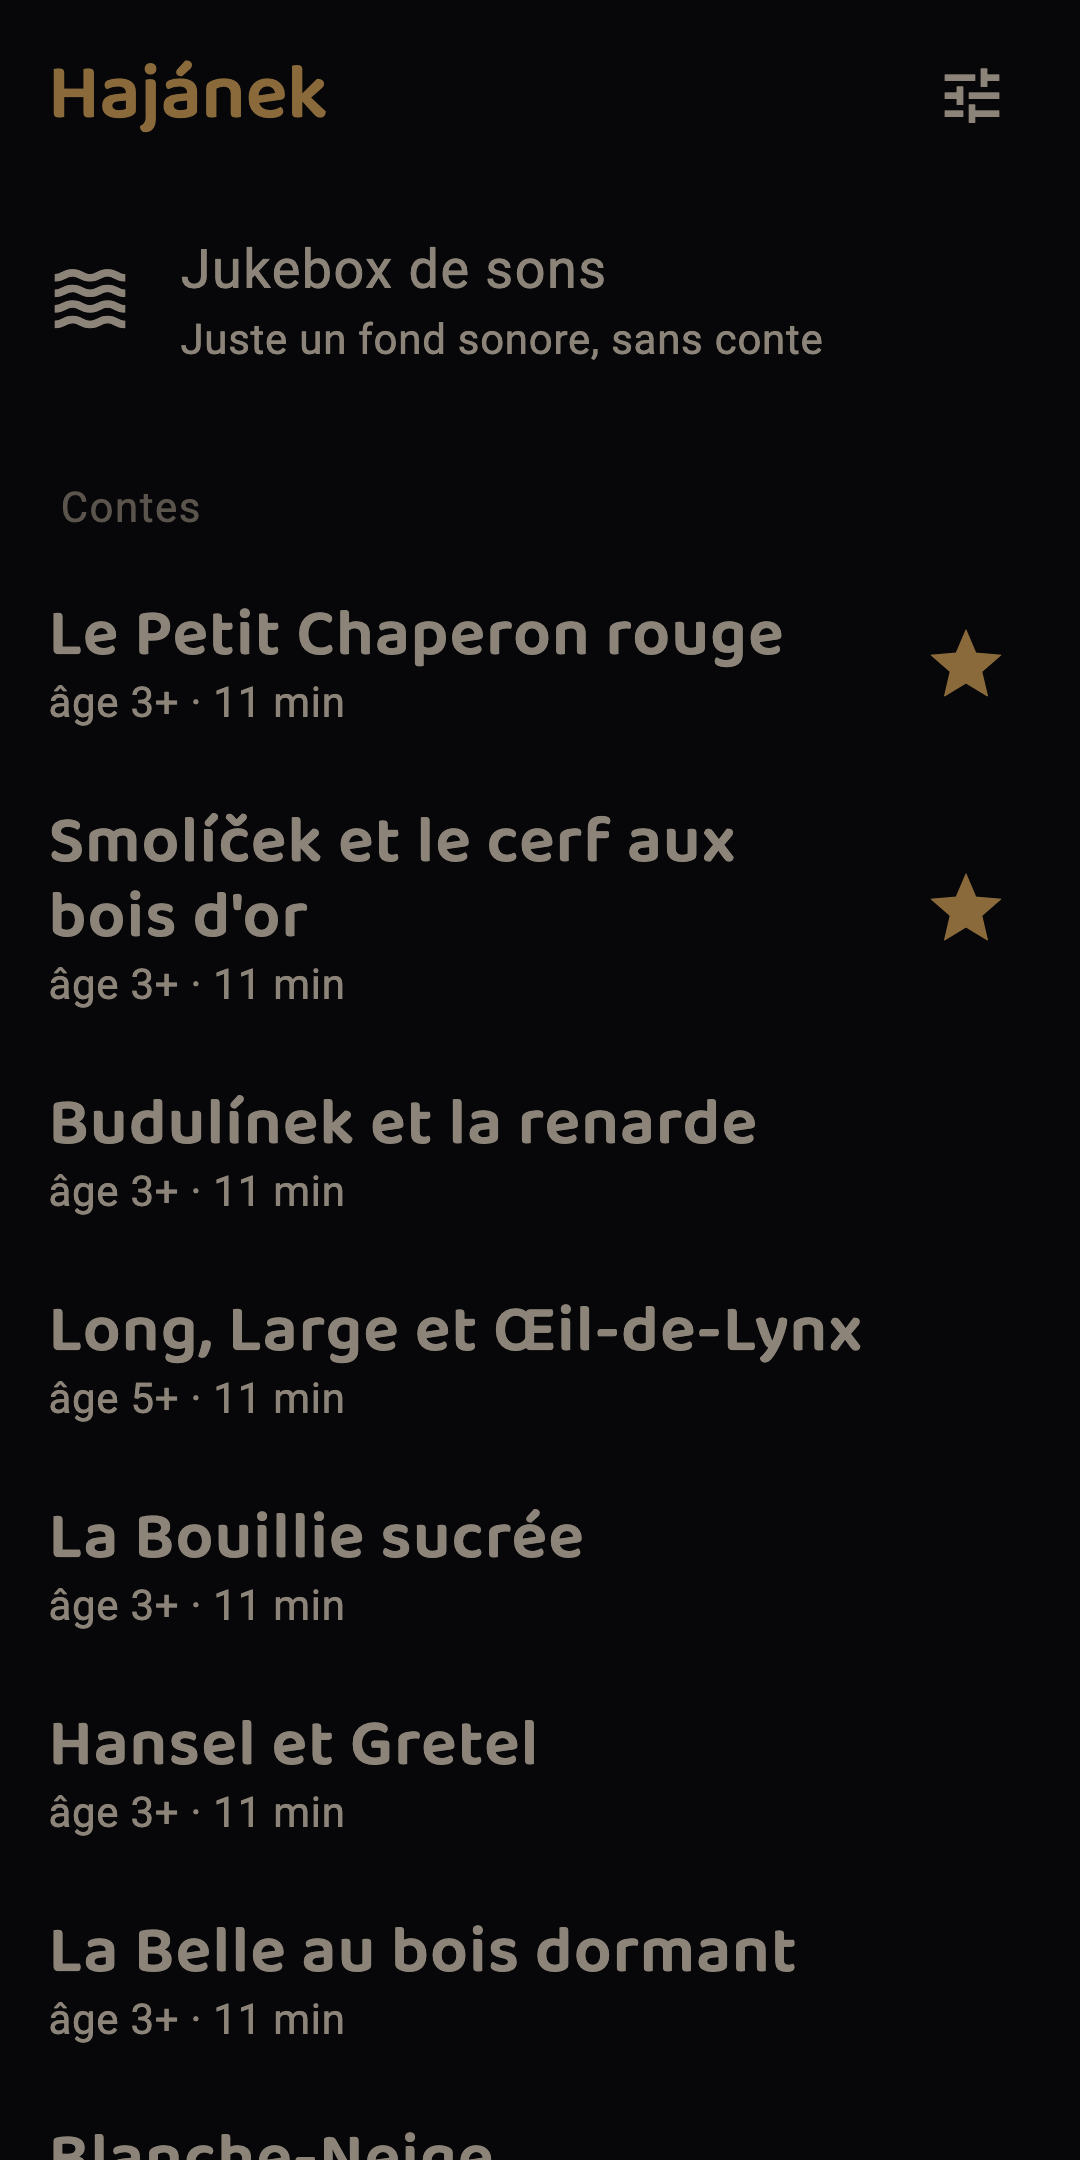 Hajánek
Jukebox de sons
Juste un fond sonore, sans conte
Contes
Le Petit Chaperon rouge
âge 3+ · 11 min
Smolíček et le cerf aux
bois d'or
âge 3+ · 11 min
Budulínek et la renarde
âge 3+ · 11 min
Long, Large et Œil-de-Lynx
âge 5+ · 11 min
La Bouillie sucrée
âge 3+ · 11 min
Hansel et Gretel
âge 3+ · 11 min
La Belle au bois dormant
âge 3+ · 11 min
Blanche-Neige